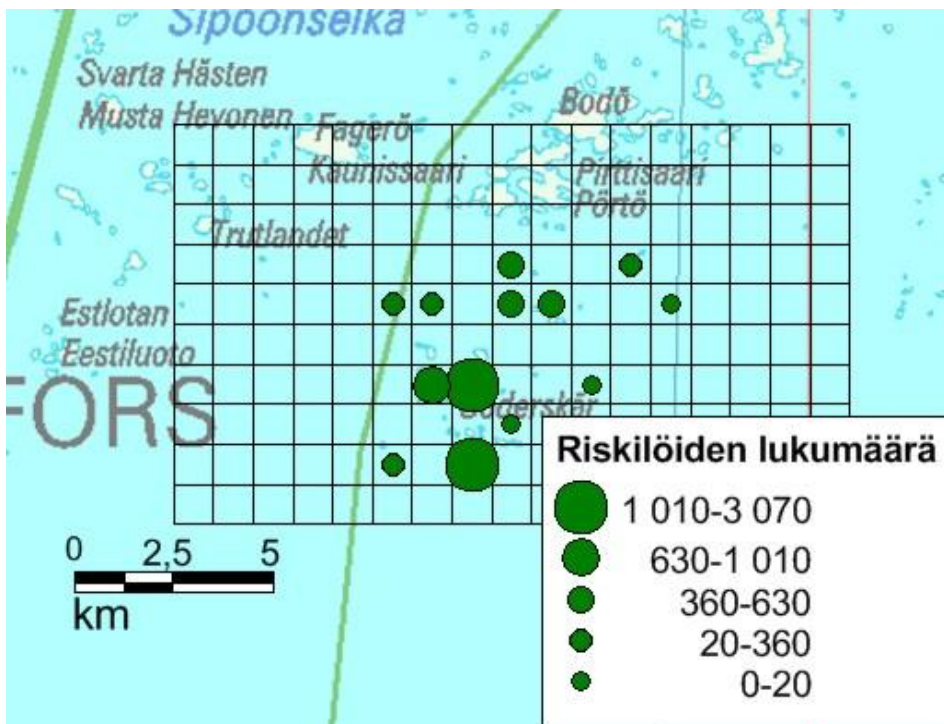 Sipoonselkä
Svarta Hästen
Musta Hevonen
Fagerö
Kaunissaari
Bodö
Pirttisaari
Pörtö
Trutlandet
Estlotan
Eestiluoto
FORS
Söderskär
0 2,5 5
km
Riskilöiden lukumäärä
1 010-3 070
630-1 010
360-630
20-360
0-20